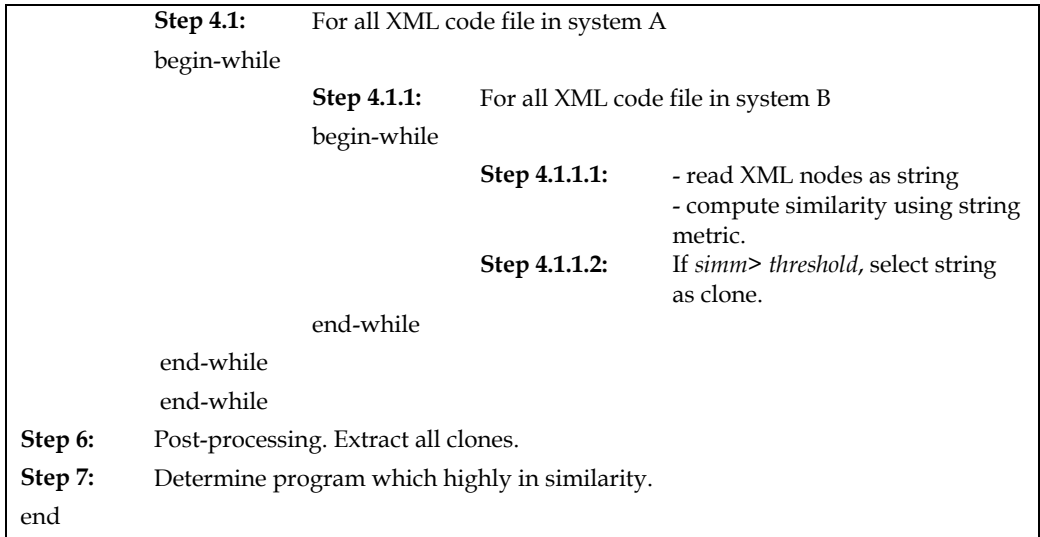 Step 4.1: For all XML code file in system A
begin-while
Step 4.1.1: For all XML code file in system B
begin-while
Step 4.1.1.1: - read XML nodes as string
- compute similarity using string
metric.
Step 4.1.1.2: If simm> threshold, select string
as clone.
end-while
end-while
end-while
Step 6: Post-processing. Extract all clones.
Step 7: Determine program which highly in similarity.
end